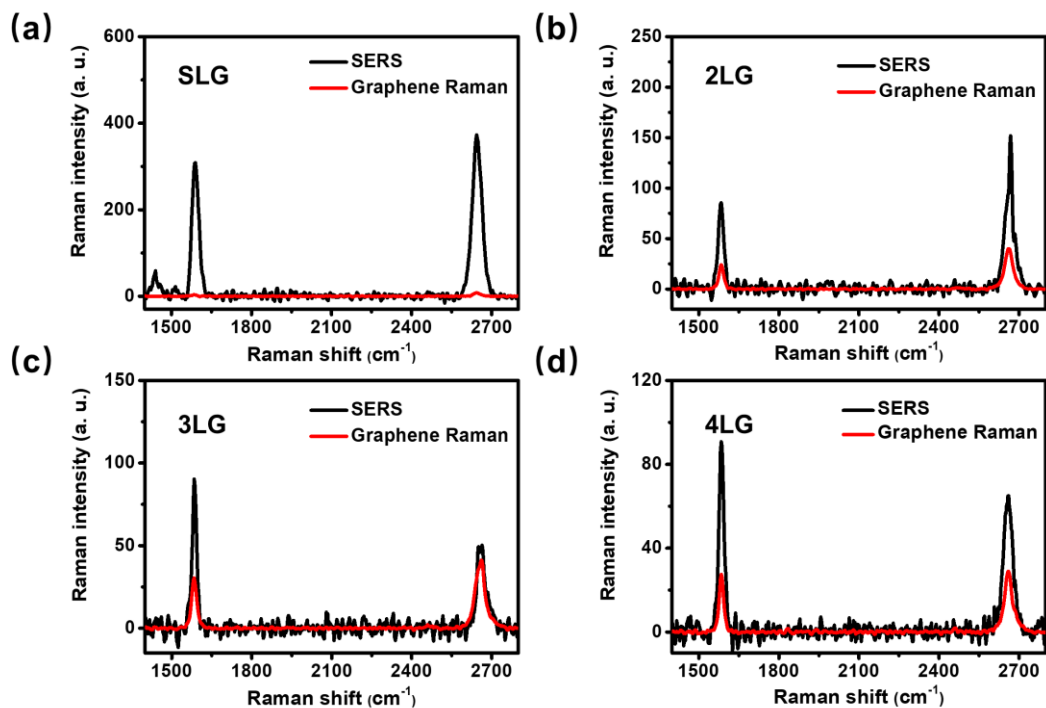 (a)
600
400
200
0
Raman intensity (a. u.)
SLG
SERS
Graphene Raman
1500 1800 2100 2400 2700
Raman shift (cm⁻¹)
(b)
250
200
150
100
50
0
Raman intensity (a. u.)
2LG
SERS
Graphene Raman
1500 1800 2100 2400 2700
Raman shift (cm⁻¹)
(c)
150
100
50
0
Raman intensity (a. u.)
3LG
SERS
Graphene Raman
1500 1800 2100 2400 2700
Raman shift (cm⁻¹)
(d)
120
90
60
30
0
Raman intensity (a. u.)
4LG
SERS
Graphene Raman
1500 1800 2100 2400 2700
Raman shift (cm⁻¹)